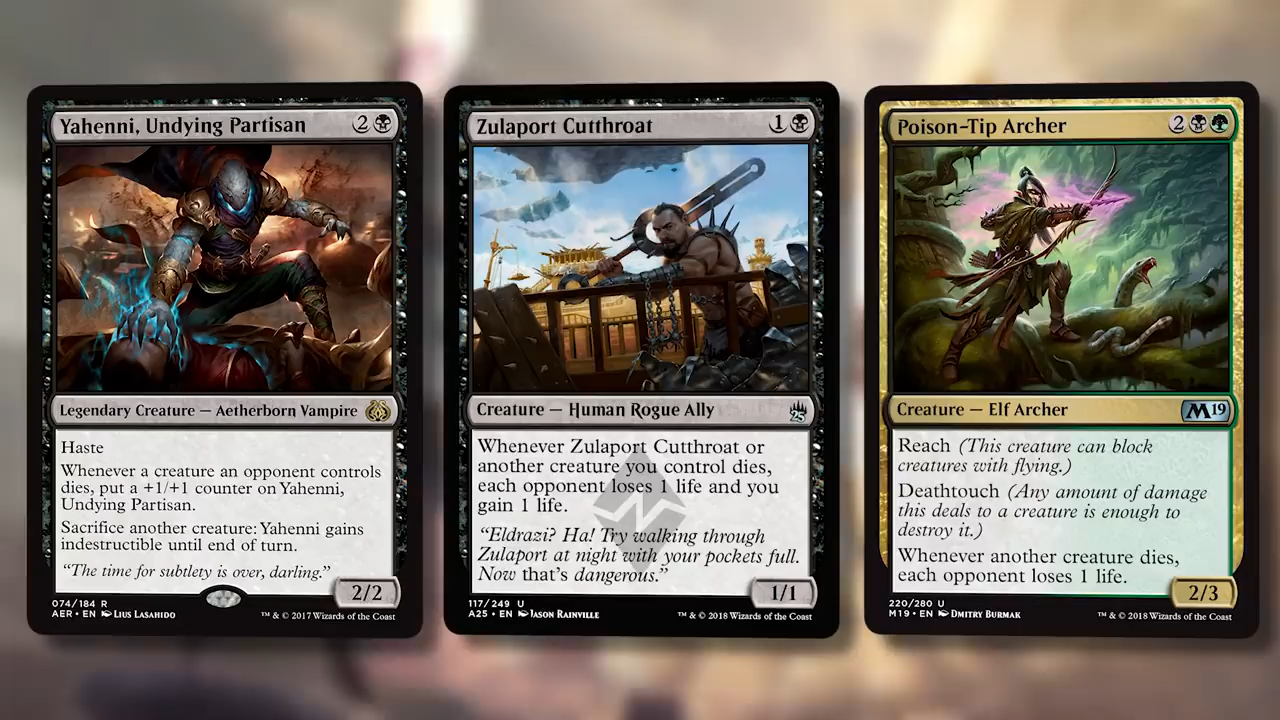 Yahenni, Undying Partisan 2
Legendary Creature — Aetherborn Vampire
Haste
Whenever a creature an opponent controls
dies, put a +1/+1 counter on Yahenni,
Undying Partisan.
Sacrifice another creature: Yahenni gains
indestructible until end of turn.
“The time for subtlety is over, darling.”
2/2
074/184 R
AER • EN Lius Lasahido
™ & © 2017 Wizards of the Coast
Zulaport Cutthroat 1
Creature — Human Rogue Ally
25
Whenever Zulaport Cutthroat or
another creature you control dies,
each opponent loses 1 life and you
gain 1 life.
“Eldrazi? Ha! Try walking through
Zulaport at night with your pockets full.
Now that’s dangerous.”
1/1
117/249 U
A25 • EN Jason Rainville
™ & © 2018 Wizards of the Coast
Poison-Tip Archer 2
Creature — Elf Archer M19
Reach (This creature can block
creatures with flying.)
Deathtouch (Any amount of damage
this deals to a creature is enough to
destroy it.)
Whenever another creature dies,
each opponent loses 1 life.
2/3
220/280 U
M19 • EN Dmitry Burmak
™ & © 2018 Wizards of the Coast